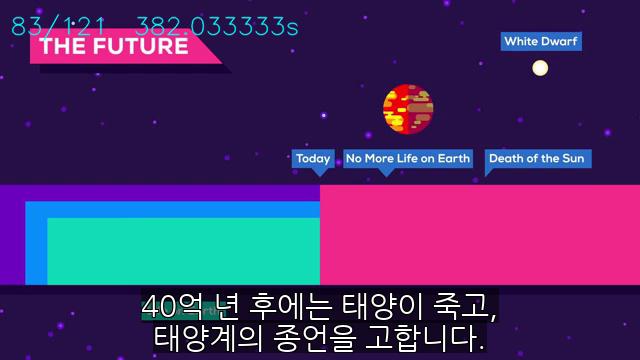 83/121 382.033333s
THE FUTURE
White Dwarf
Today
No More Life on Earth
Death of the Sun
40억 년 후에는 태양이 죽고,
태양계의 종언을 고합니다.